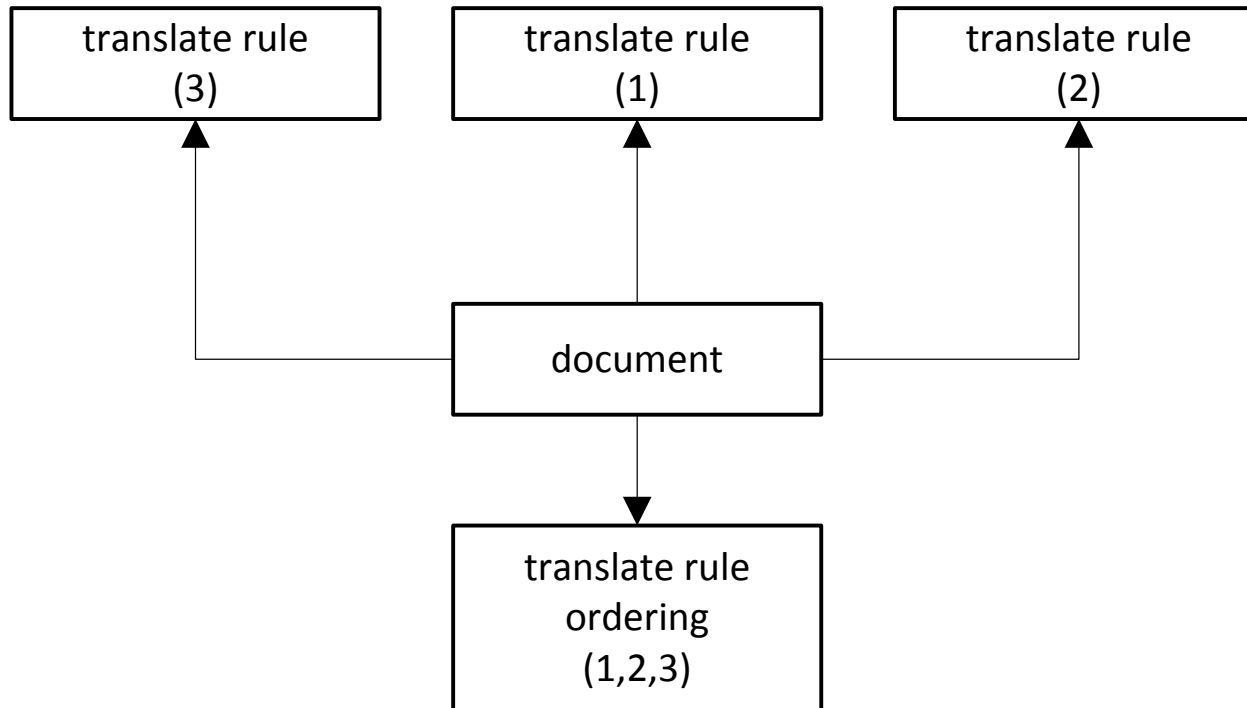 translate rule
(3)
translate rule
(1)
translate rule
(2)
document
translate rule
ordering
(1,2,3)